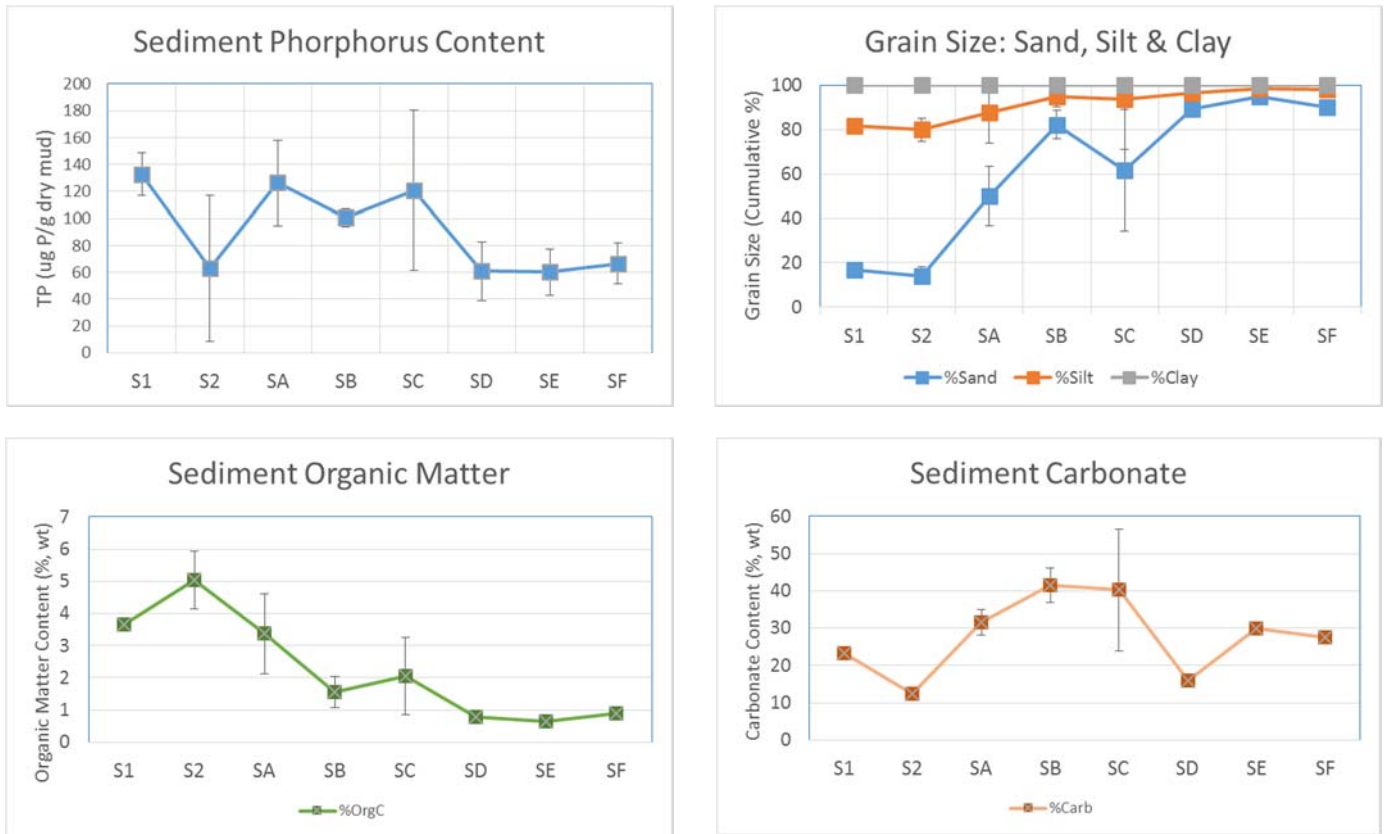 Sediment Phorphorus Content
TP (ug P/g dry mud)
200
180
160
140
120
100
80
60
40
20
0
S1 S2 SA SB SC SD SE SF
Grain Size: Sand, Silt & Clay
Grain Size (Cumulative %)
100
80
60
40
20
0
S1 S2 SA SB SC SD SE SF
%Sand %Silt %Clay
Sediment Organic Matter
Organic Matter Content (%, wt)
7
6
5
4
3
2
1
0
S1 S2 SA SB SC SD SE SF
%OrgC
Sediment Carbonate
Carbonate Content (%, wt)
60
50
40
30
20
10
0
S1 S2 SA SB SC SD SE SF
%Carb